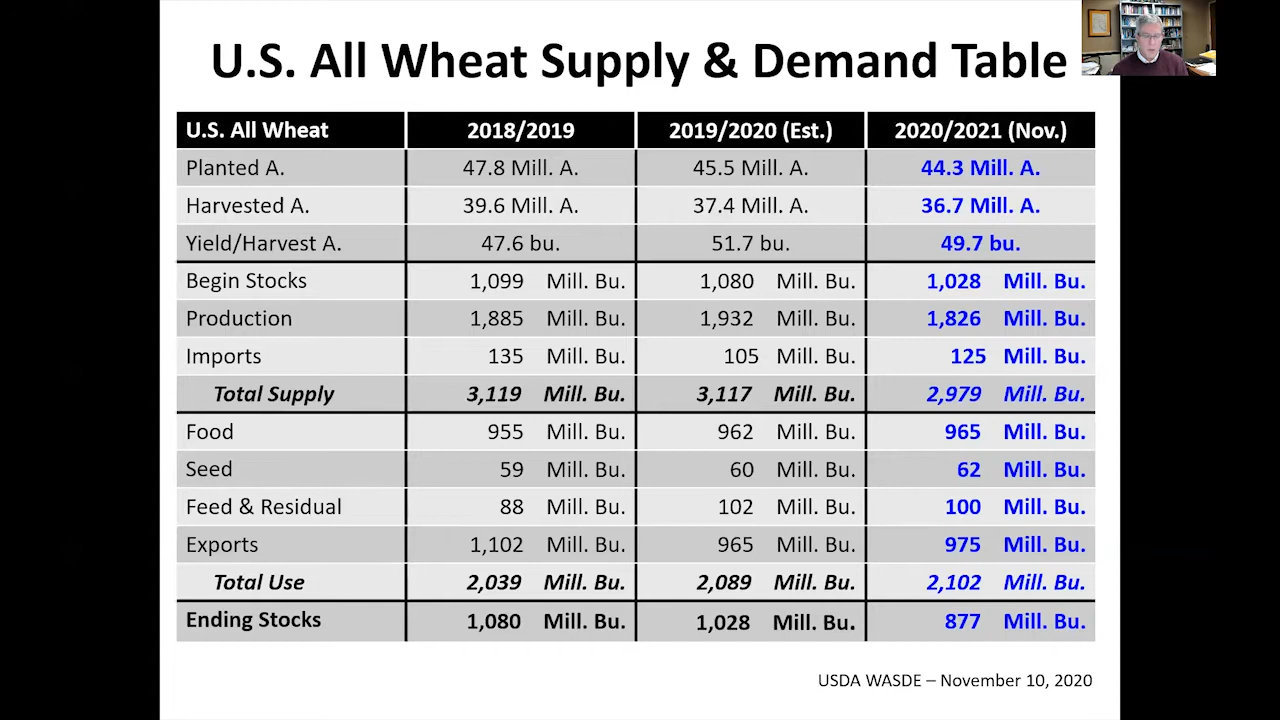 U.S. All Wheat Supply & Demand Table
U.S. All Wheat 2018/2019 2019/2020 (Est.) 2020/2021 (Nov.)
Planted A. 47.8 Mill. A. 45.5 Mill. A. 44.3 Mill. A.
Harvested A. 39.6 Mill. A. 37.4 Mill. A. 36.7 Mill. A.
Yield/Harvest A. 47.6 bu. 51.7 bu. 49.7 bu.
Begin Stocks 1,099 Mill. Bu. 1,080 Mill. Bu. 1,028 Mill. Bu.
Production 1,885 Mill. Bu. 1,932 Mill. Bu. 1,826 Mill. Bu.
Imports 135 Mill. Bu. 105 Mill. Bu. 125 Mill. Bu.
Total Supply 3,119 Mill. Bu. 3,117 Mill. Bu. 2,979 Mill. Bu.
Food 955 Mill. Bu. 962 Mill. Bu. 965 Mill. Bu.
Seed 59 Mill. Bu. 60 Mill. Bu. 62 Mill. Bu.
Feed & Residual 88 Mill. Bu. 102 Mill. Bu. 100 Mill. Bu.
Exports 1,102 Mill. Bu. 965 Mill. Bu. 975 Mill. Bu.
Total Use 2,039 Mill. Bu. 2,089 Mill. Bu. 2,102 Mill. Bu.
Ending Stocks 1,080 Mill. Bu. 1,028 Mill. Bu. 877 Mill. Bu.
USDA WASDE – November 10, 2020